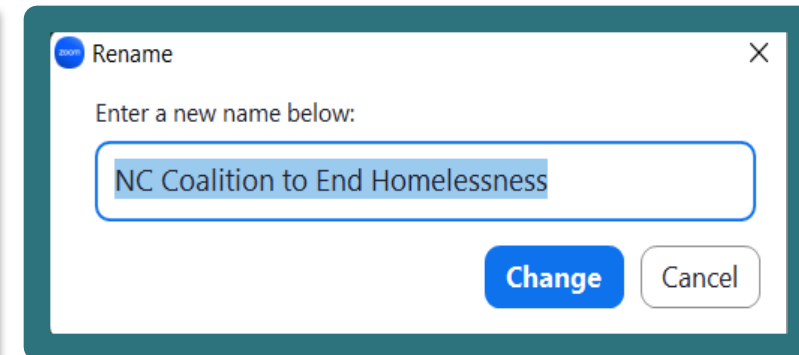 zoom Rename
Enter a new name below:
NC Coalition to End Homelessness
Change Cancel